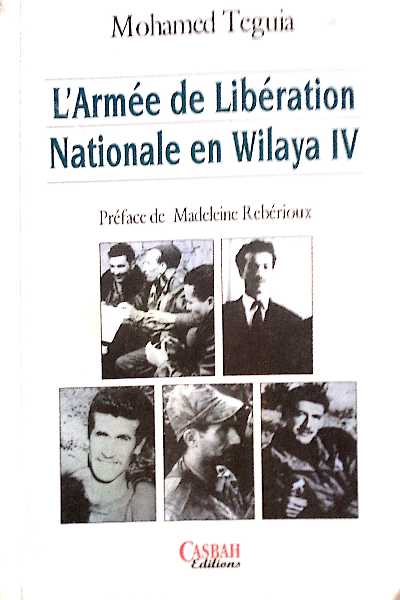 Mohamed Teguia
L'Armée de Libération
Nationale en Wilaya IV
Préface de Madeleine Rebérioux
CASBAH
Editions